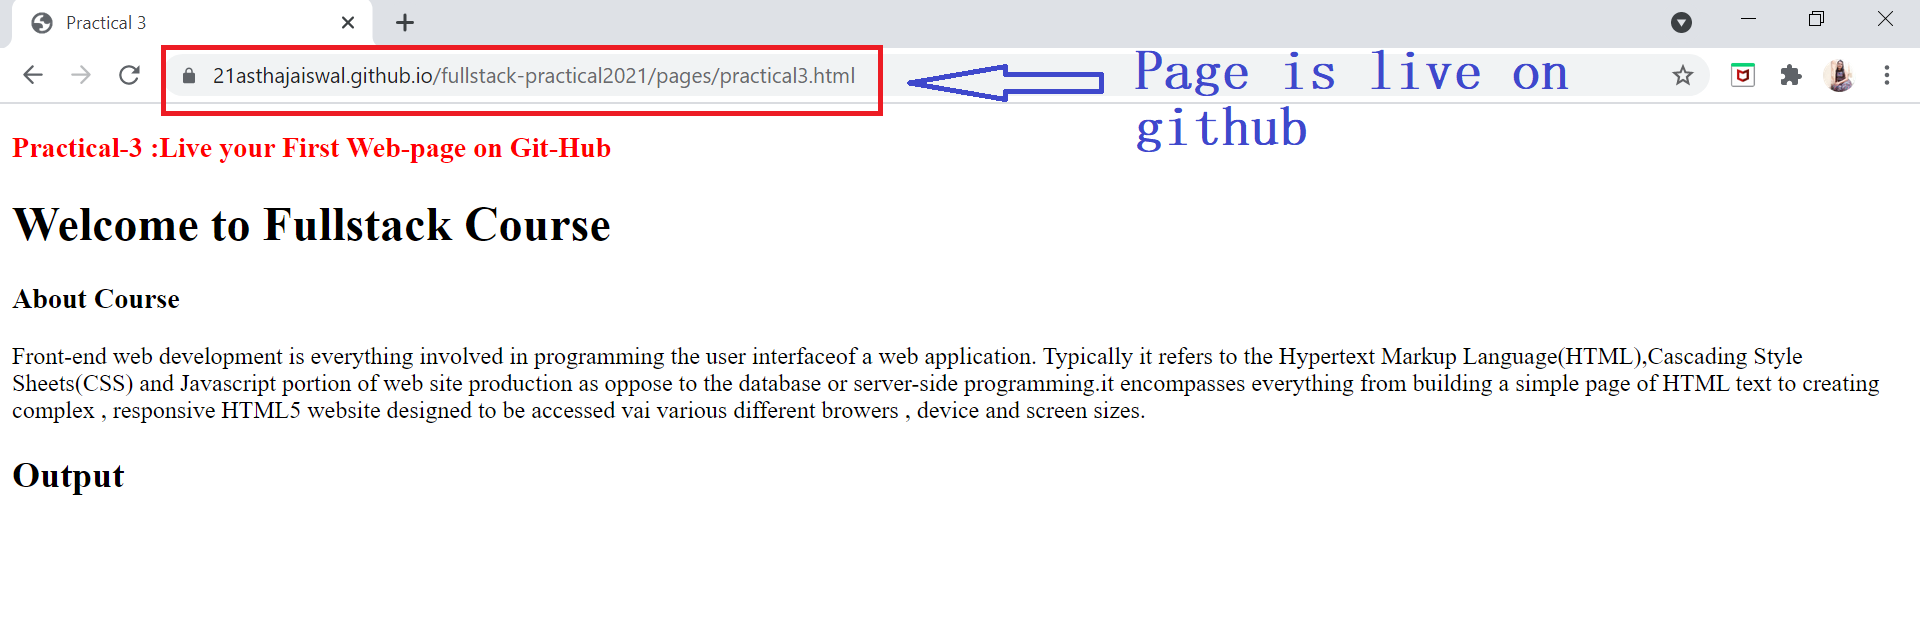 Practical 3
21asthajaiswal.github.io/fullstack-practical2021/pages/practical3.html
Page is live on
github
Practical-3 :Live your First Web-page on Git-Hub
Welcome to Fullstack Course
About Course
Front-end web development is everything involved in programming the user interfaceof a web application. Typically it refers to the Hypertext Markup Language(HTML),Cascading Style
Sheets(CSS) and Javascript portion of web site production as oppose to the database or server-side programming.it encompasses everything from building a simple page of HTML text to creating
complex , responsive HTML5 website designed to be accessed vai various different browers , device and screen sizes.
Output